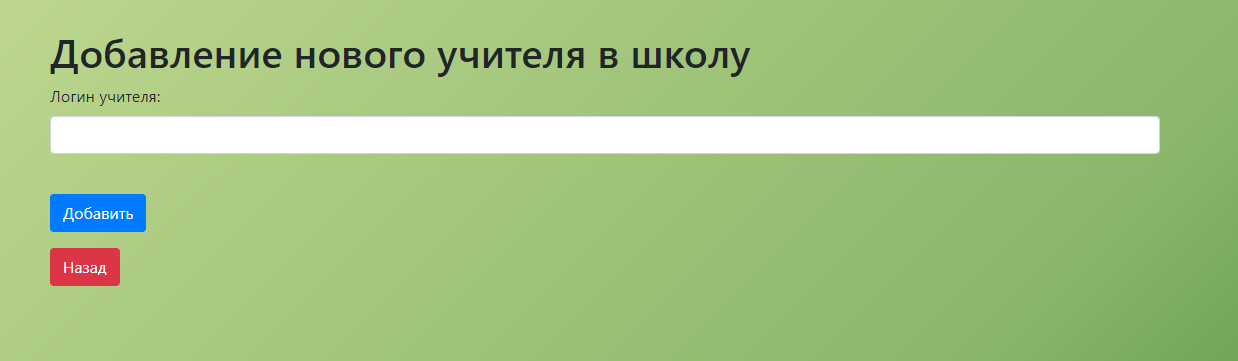 Добавление нового учителя в школу
Логин учителя:
Добавить
Назад